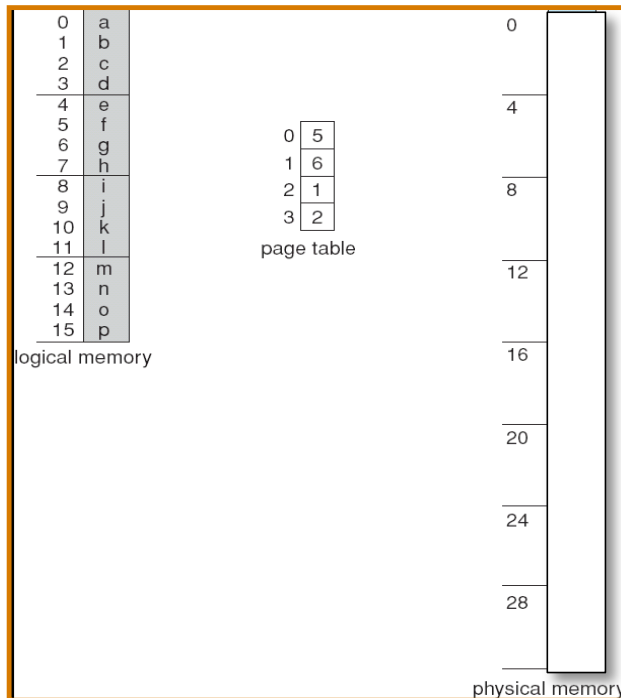 0 a
1 b
2 c
3 d
4 e
5 f
6 g
7 h
8 i
9 j
10 k
11 l
12 m
13 n
14 o
15 p
logical memory
0 5
1 6
2 1
3 2
page table
0
4
8
12
16
20
24
28
physical memory